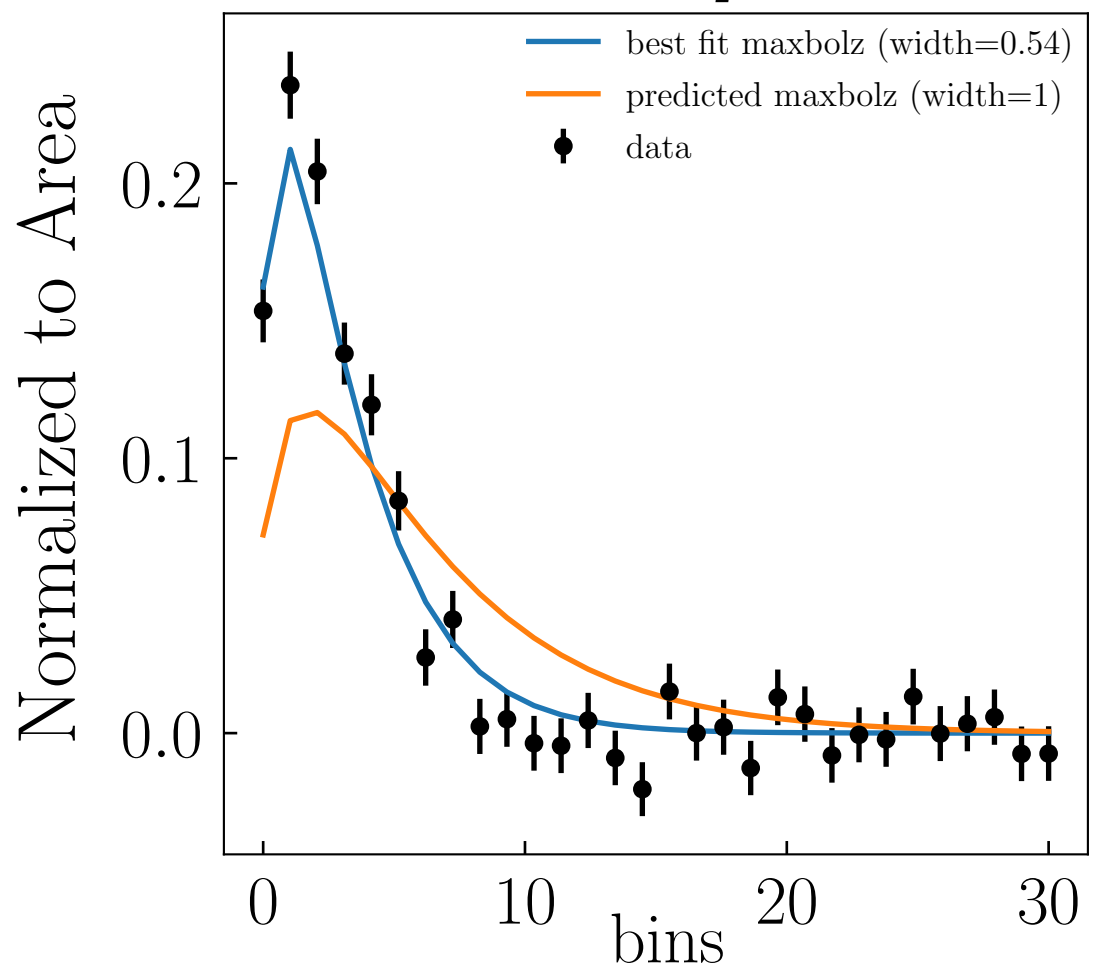 best fit maxbolz (width=0.54)
predicted maxbolz (width=1)
data
Normalized to Area
0.2
0.1
0.0
0 10 20 30
bins